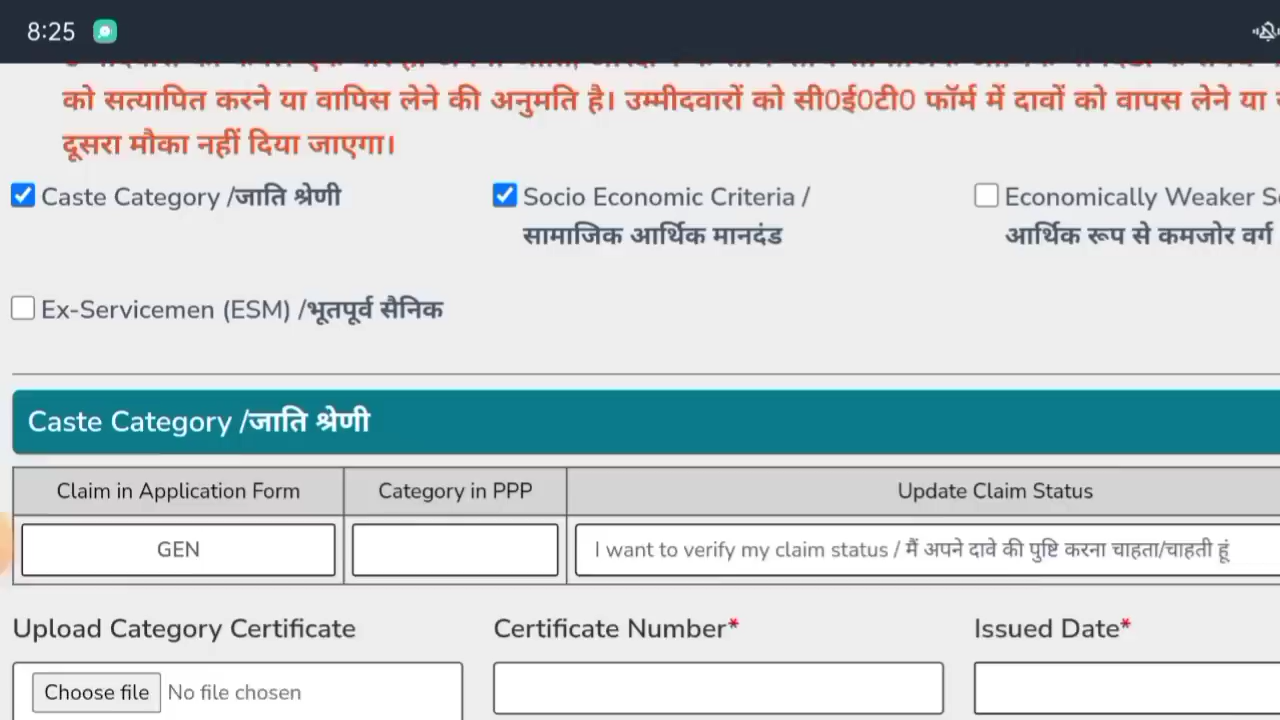 8:25
को सत्यापित करने या वापिस लेने की अनुमति है। उम्मीदवारों को सी0ई0टी0 फॉर्म में दावों को वापस लेने या
दूसरा मौका नहीं दिया जाएगा।
Caste Category /जाति श्रेणी
Socio Economic Criteria /
सामाजिक आर्थिक मानदंड
Economically Weaker
आर्थिक रूप से कमजोर वर्ग
Ex-Servicemen (ESM) /भूतपूर्व सैनिक
Caste Category /जाति श्रेणी
Claim in Application Form Category in PPP Update Claim Status
GEN I want to verify my claim status / मैं अपने दावे की पुष्टि करना चाहता/चाहती हूं
Upload Category Certificate Certificate Number* Issued Date*
Choose file No file chosen